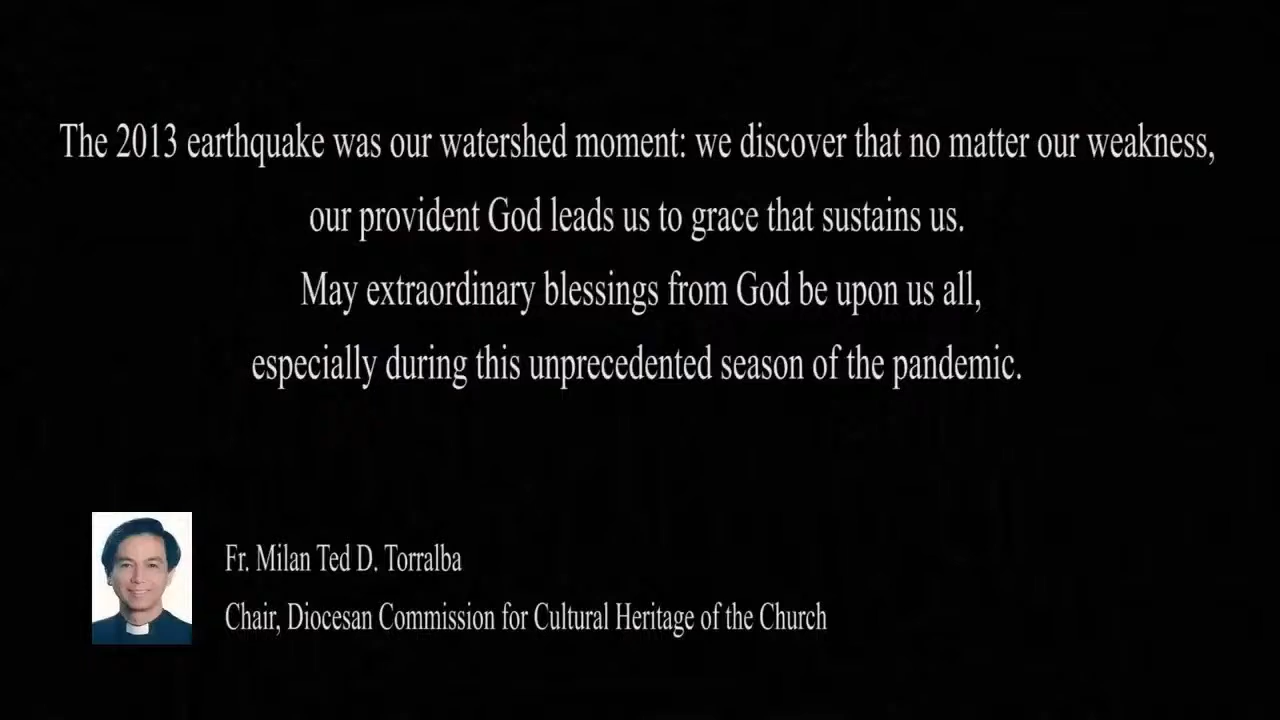 The 2013 earthquake was our watershed moment: we discover that no matter our weakness,
our provident God leads us to grace that sustains us.
May extraordinary blessings from God be upon us all,
especially during this unprecedented season of the pandemic.
Fr. Milan Ted D. Torralba
Chair, Diocesan Commission for Cultural Heritage of the Church